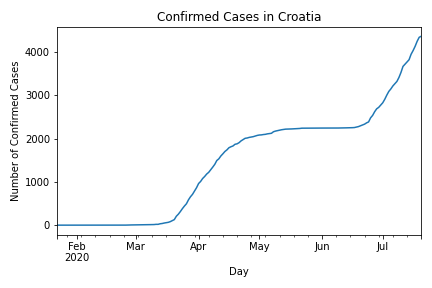 Confirmed Cases in Croatia
Number of Confirmed Cases
4000
3000
2000
1000
0
Feb Mar Apr May Jun Jul
2020
Day